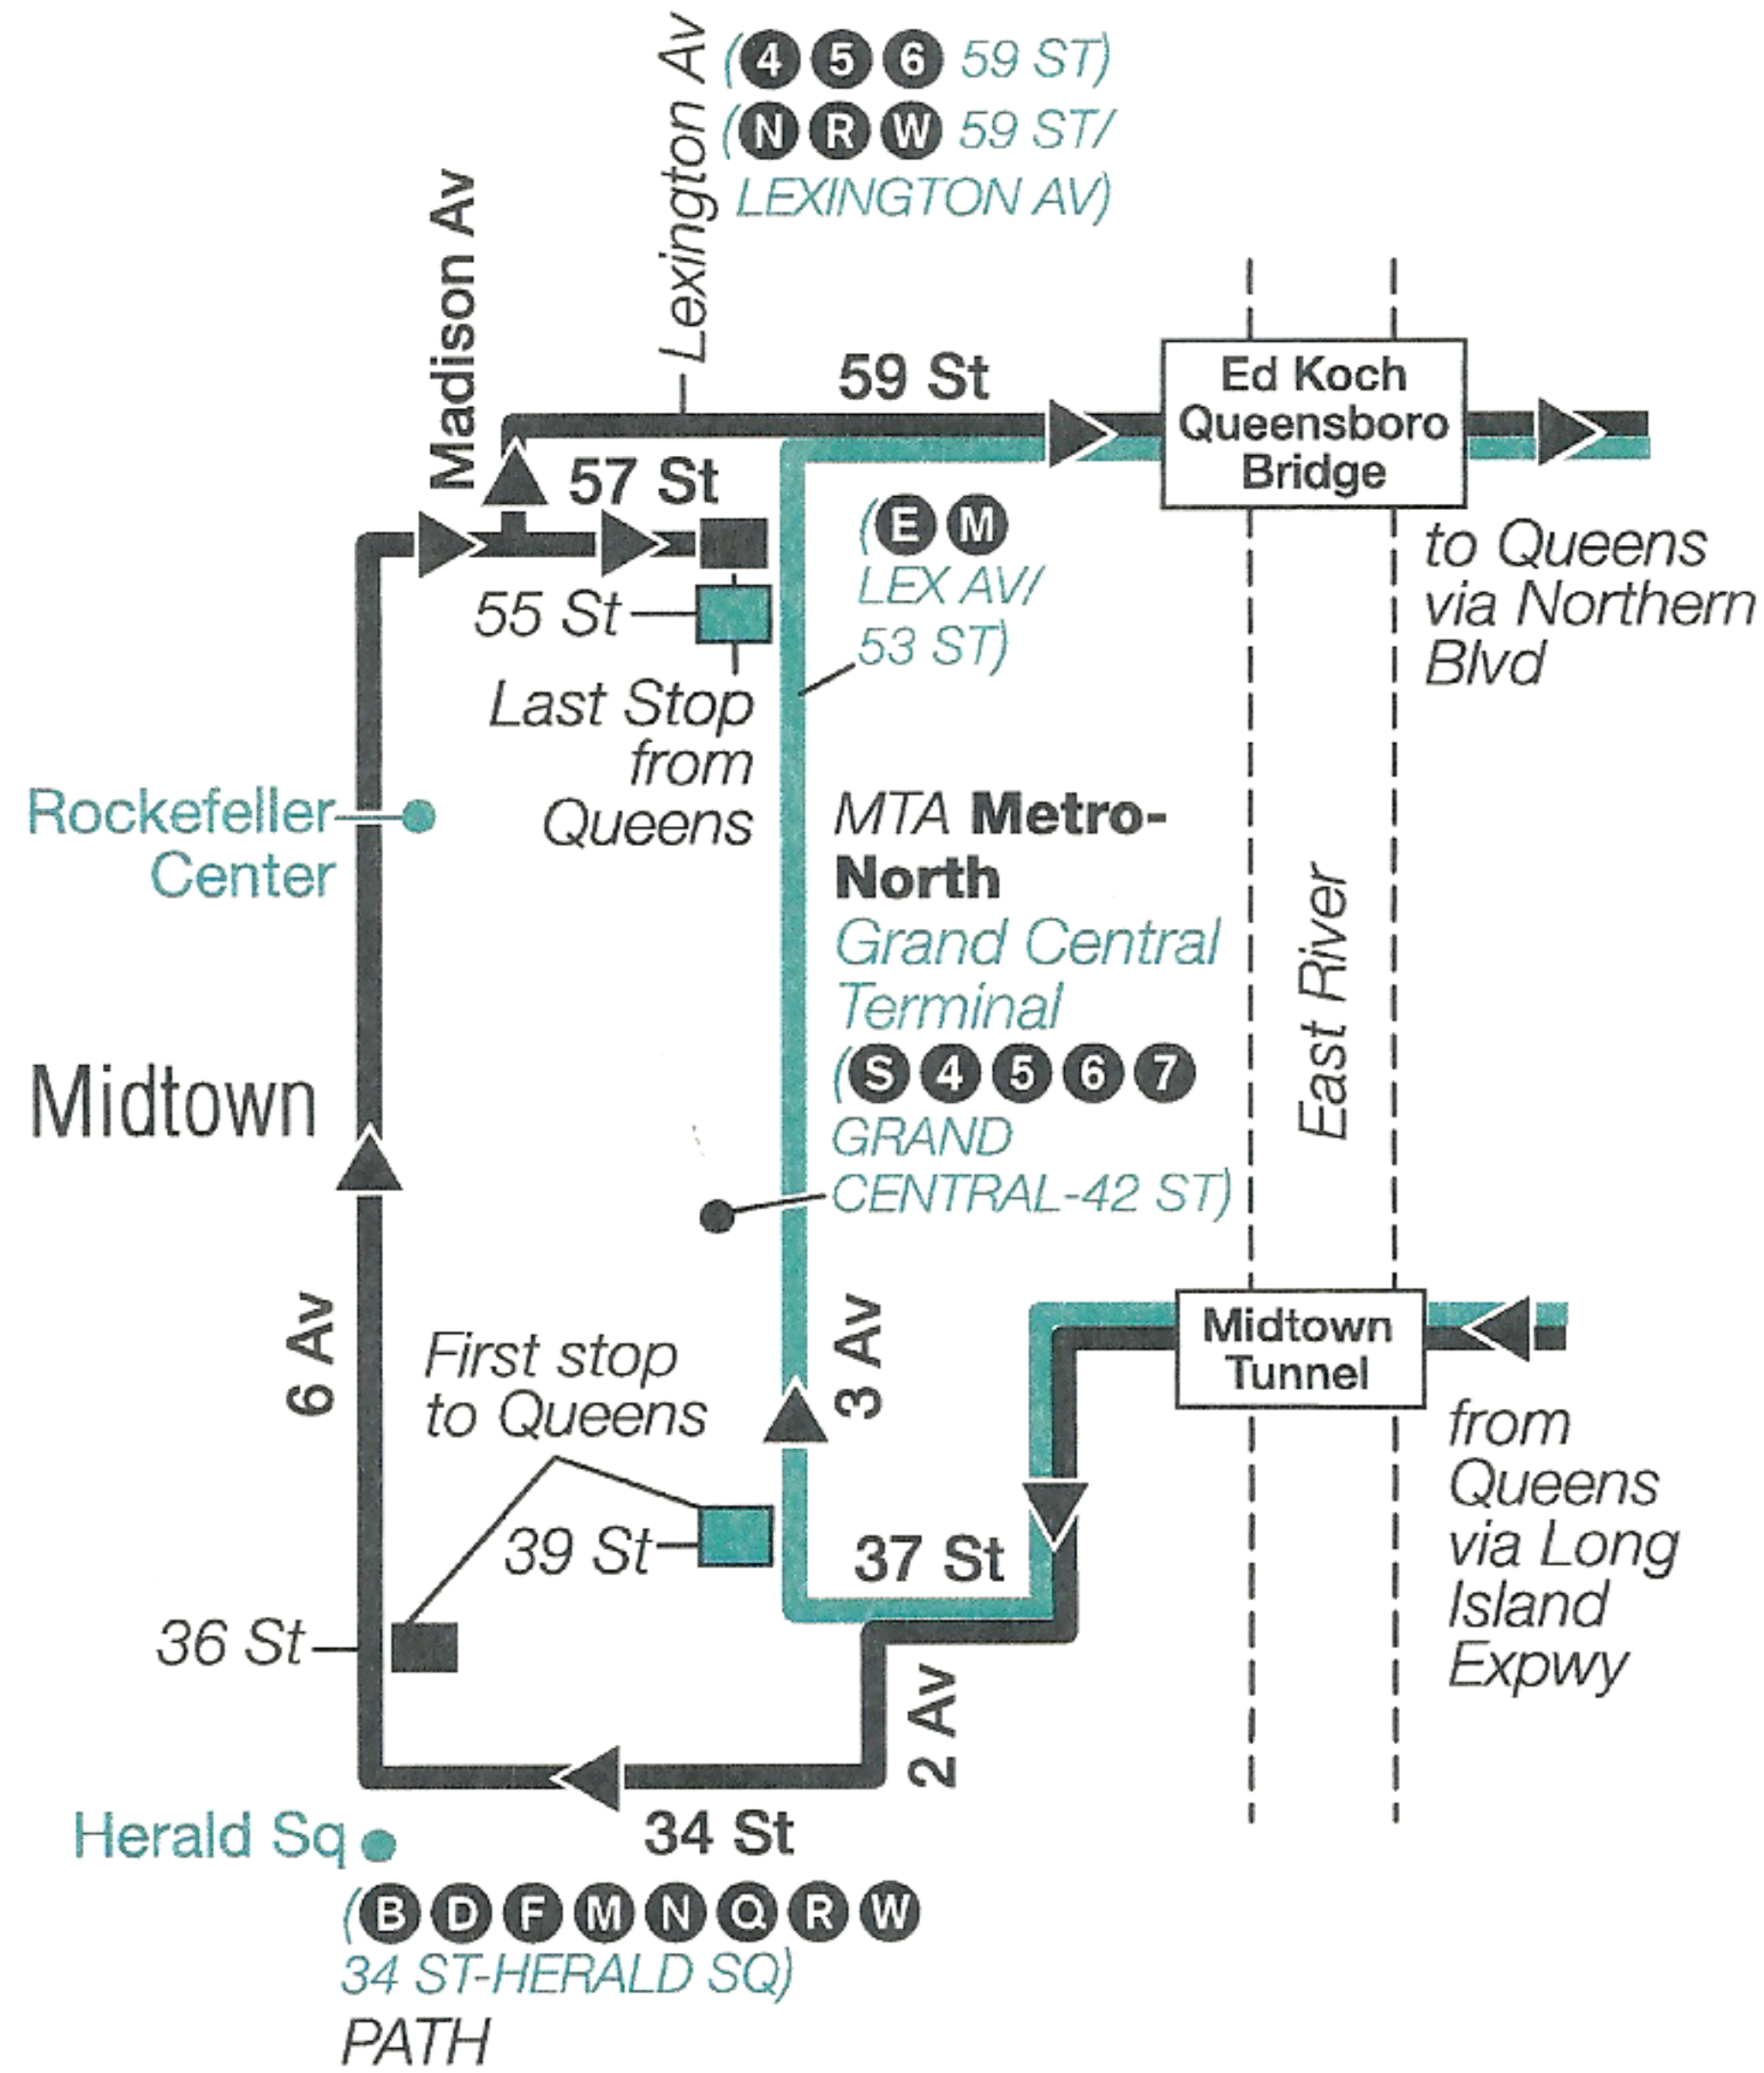 Lexington Av
(4 5 6 59 ST)
(N R W 59 ST/
LEXINGTON AV)
Madison Av
59 St
Ed Koch
Queensboro
Bridge
57 St
(E M
LEX AV/
53 ST)
to Queens
via Northern
Blvd
55 St
Last Stop
from
Queens
Rockefeller
Center
MTA Metro-
North
Grand Central
Terminal
(S 4 5 6 7
GRAND
CENTRAL-42 ST)
East River
Midtown
6 Av
First stop
to Queens
3 Av
Midtown
Tunnel
from
Queens
via Long
Island
Expwy
39 St
37 St
36 St
2 Av
34 St
Herald Sq
(B D F M N Q R W
34 ST-HERALD SQ)
PATH